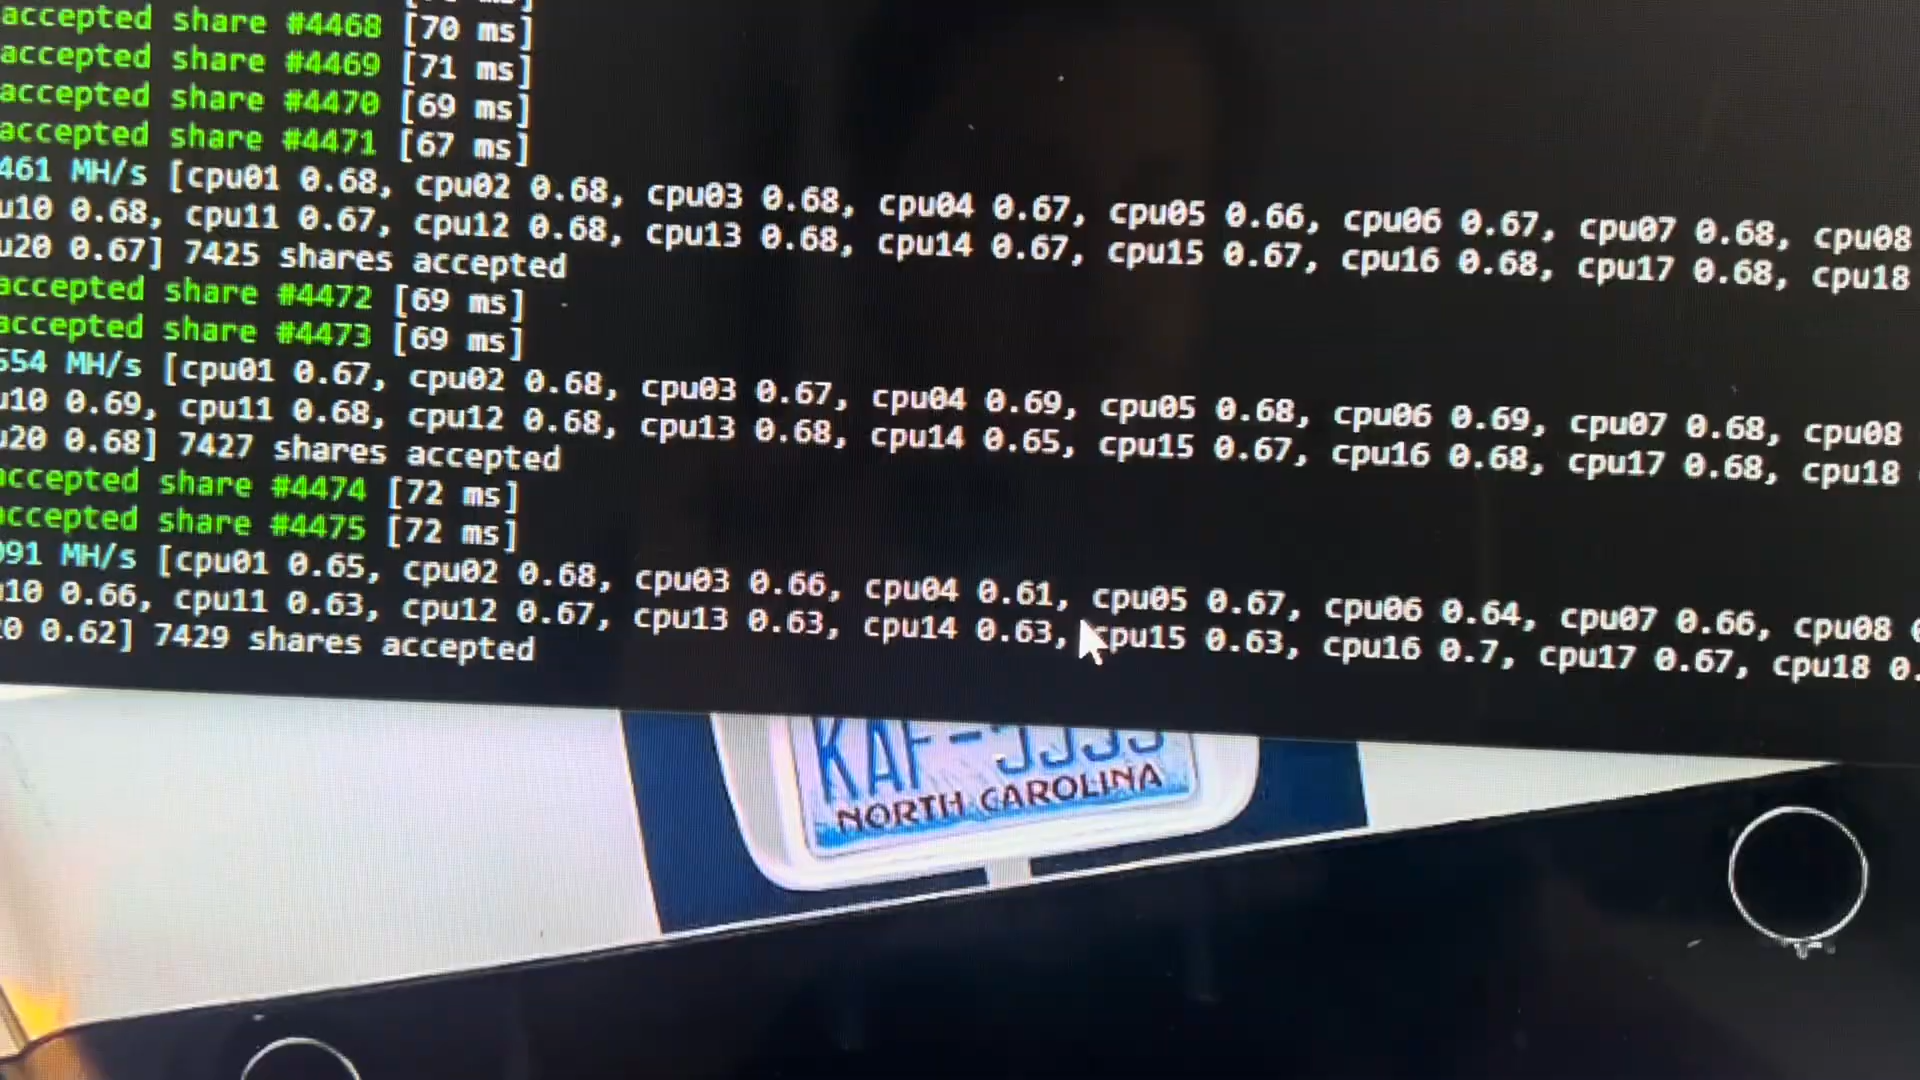 accepted share #4468 [70 ms]
accepted share #4469 [71 ms]
accepted share #4470 [69 ms]
accepted share #4471 [67 ms]
461 MH/s [cpu01 0.68, cpu02 0.68, cpu03 0.68, cpu04 0.67, cpu05 0.66, cpu06 0.67, cpu07 0.68, cpu08
u10 0.68, cpu11 0.67, cpu12 0.68, cpu13 0.68, cpu14 0.67, cpu15 0.67, cpu16 0.68, cpu17 0.68, cpu18
u20 0.67] 7425 shares accepted
accepted share #4472 [69 ms]
accepted share #4473 [69 ms]
554 MH/s [cpu01 0.67, cpu02 0.68, cpu03 0.67, cpu04 0.69, cpu05 0.68, cpu06 0.69, cpu07 0.68, cpu08
u10 0.69, cpu11 0.68, cpu12 0.68, cpu13 0.68, cpu14 0.65, cpu15 0.67, cpu16 0.68, cpu17 0.68, cpu18
u20 0.68] 7427 shares accepted
accepted share #4474 [72 ms]
accepted share #4475 [72 ms]
091 MH/s [cpu01 0.65, cpu02 0.68, cpu03 0.66, cpu04 0.61, cpu05 0.67, cpu06 0.64, cpu07 0.66, cpu08
u10 0.66, cpu11 0.63, cpu12 0.67, cpu13 0.63, cpu14 0.63, cpu15 0.63, cpu16 0.7, cpu17 0.67, cpu18 0.
20 0.62] 7429 shares accepted
NORTH CAROLINA